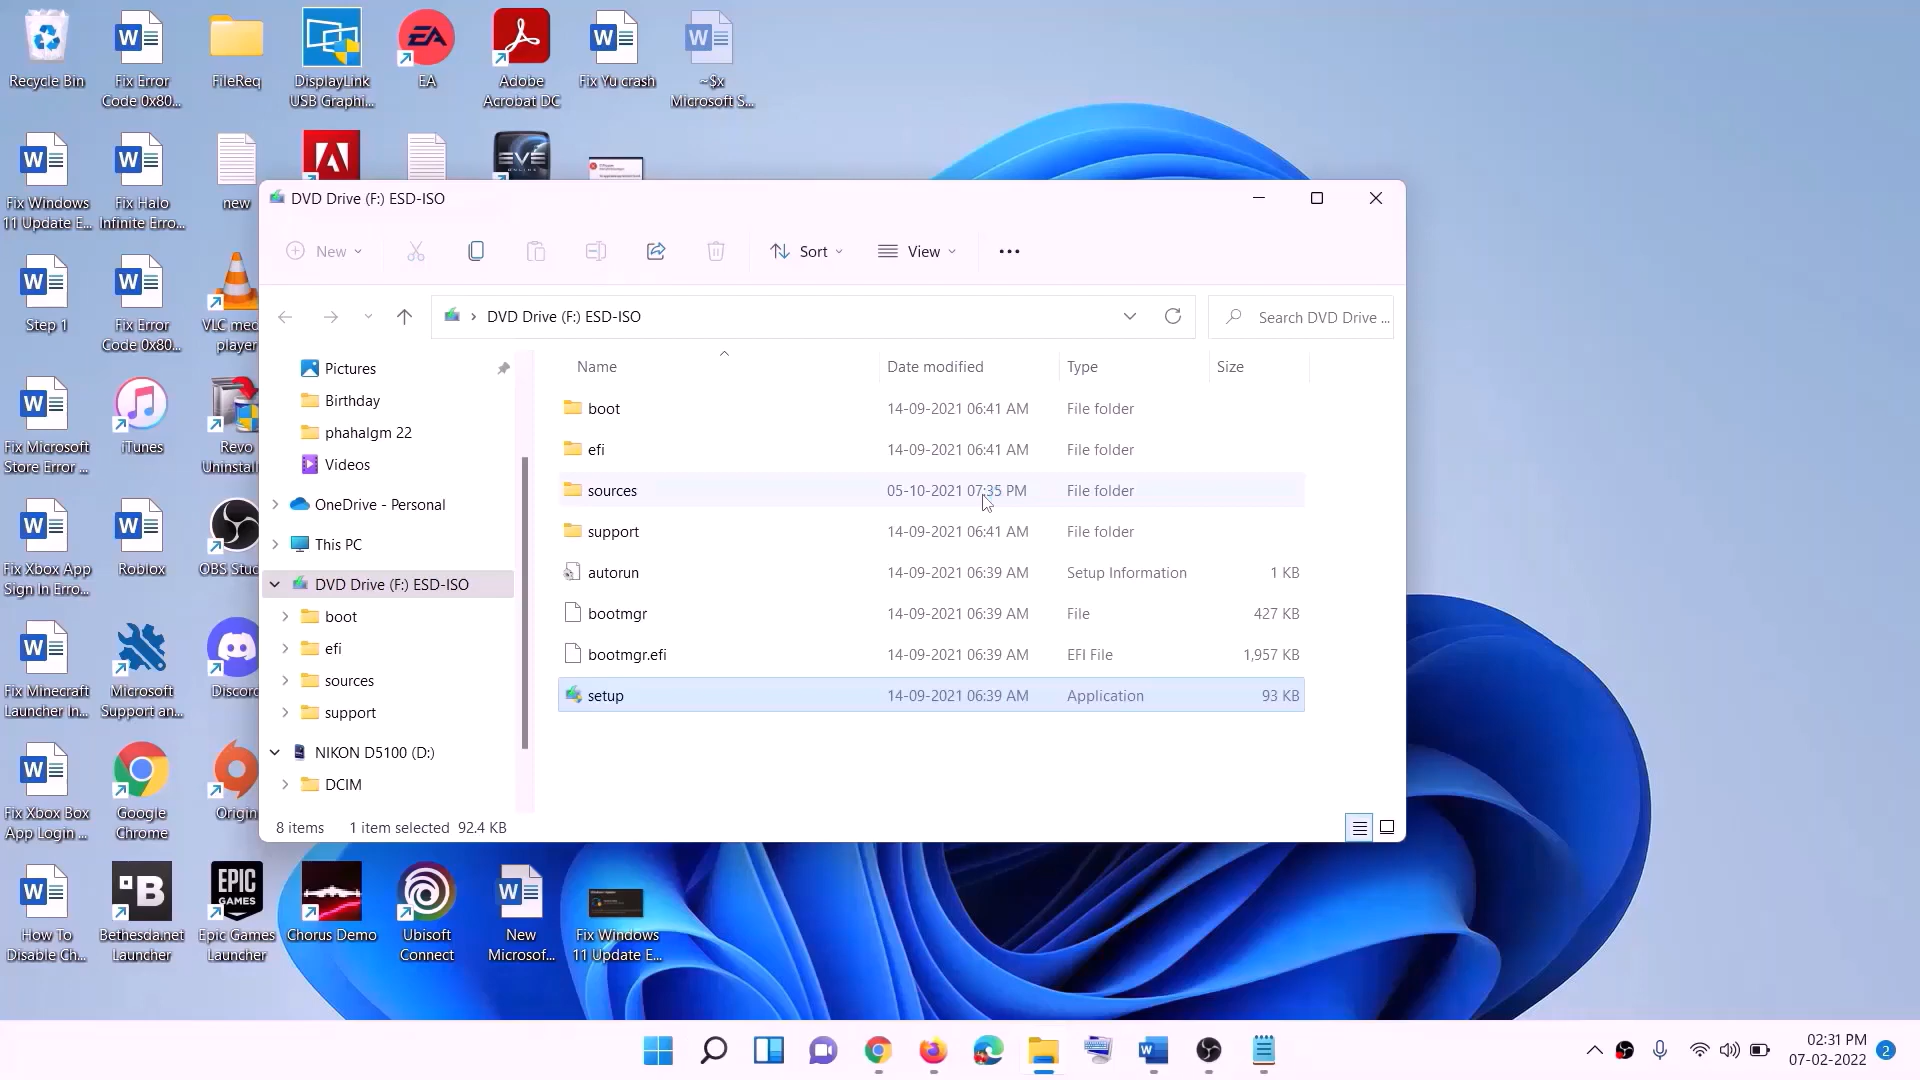 Recycle Bin
Fix Error
Code 0x80...
FileReq
DisplayLink
USB Graphi...
EA
Adobe
Acrobat DC
Fix Yu crash
~$x
Microsoft S...
Fix Windows
11 Update E...
Fix Halo
Infinite Erro...
new
EVE
ONLINE
Step 1
Fix Error
Code 0x80...
VLC med
player
Fix Microsoft
Store Error ...
iTunes
Revo
Uninstal
Fix Xbox App
Sign In Erro...
Roblox
OBS Stud
Fix Minecraft
Launcher In...
Microsoft
Support an...
Discord
Fix Xbox Box
App Login ...
Google
Chrome
Origin
How To
Disable Ch...
Bethesda.net
Launcher
EPIC
GAMES
Epic Games
Launcher
Chorus Demo
Ubisoft
Connect
New
Microsof...
Fix Windows
11 Update E...
DVD Drive (F:) ESD-ISO
New
Sort
View
DVD Drive (F:) ESD-ISO
Search DVD Drive ...
Pictures
Birthday
phahalgm 22
Videos
OneDrive - Personal
This PC
DVD Drive (F:) ESD-ISO
boot
efi
sources
support
NIKON D5100 (D:)
DCIM
Name Date modified Type Size
boot 14-09-2021 06:41 AM File folder
efi 14-09-2021 06:41 AM File folder
sources 05-10-2021 07:35 PM File folder
support 14-09-2021 06:41 AM File folder
autorun 14-09-2021 06:39 AM Setup Information 1 KB
bootmgr 14-09-2021 06:39 AM File 427 KB
bootmgr.efi 14-09-2021 06:39 AM EFI File 1,957 KB
setup 14-09-2021 06:39 AM Application 93 KB
8 items 1 item selected 92.4 KB
02:31 PM
07-02-2022
2